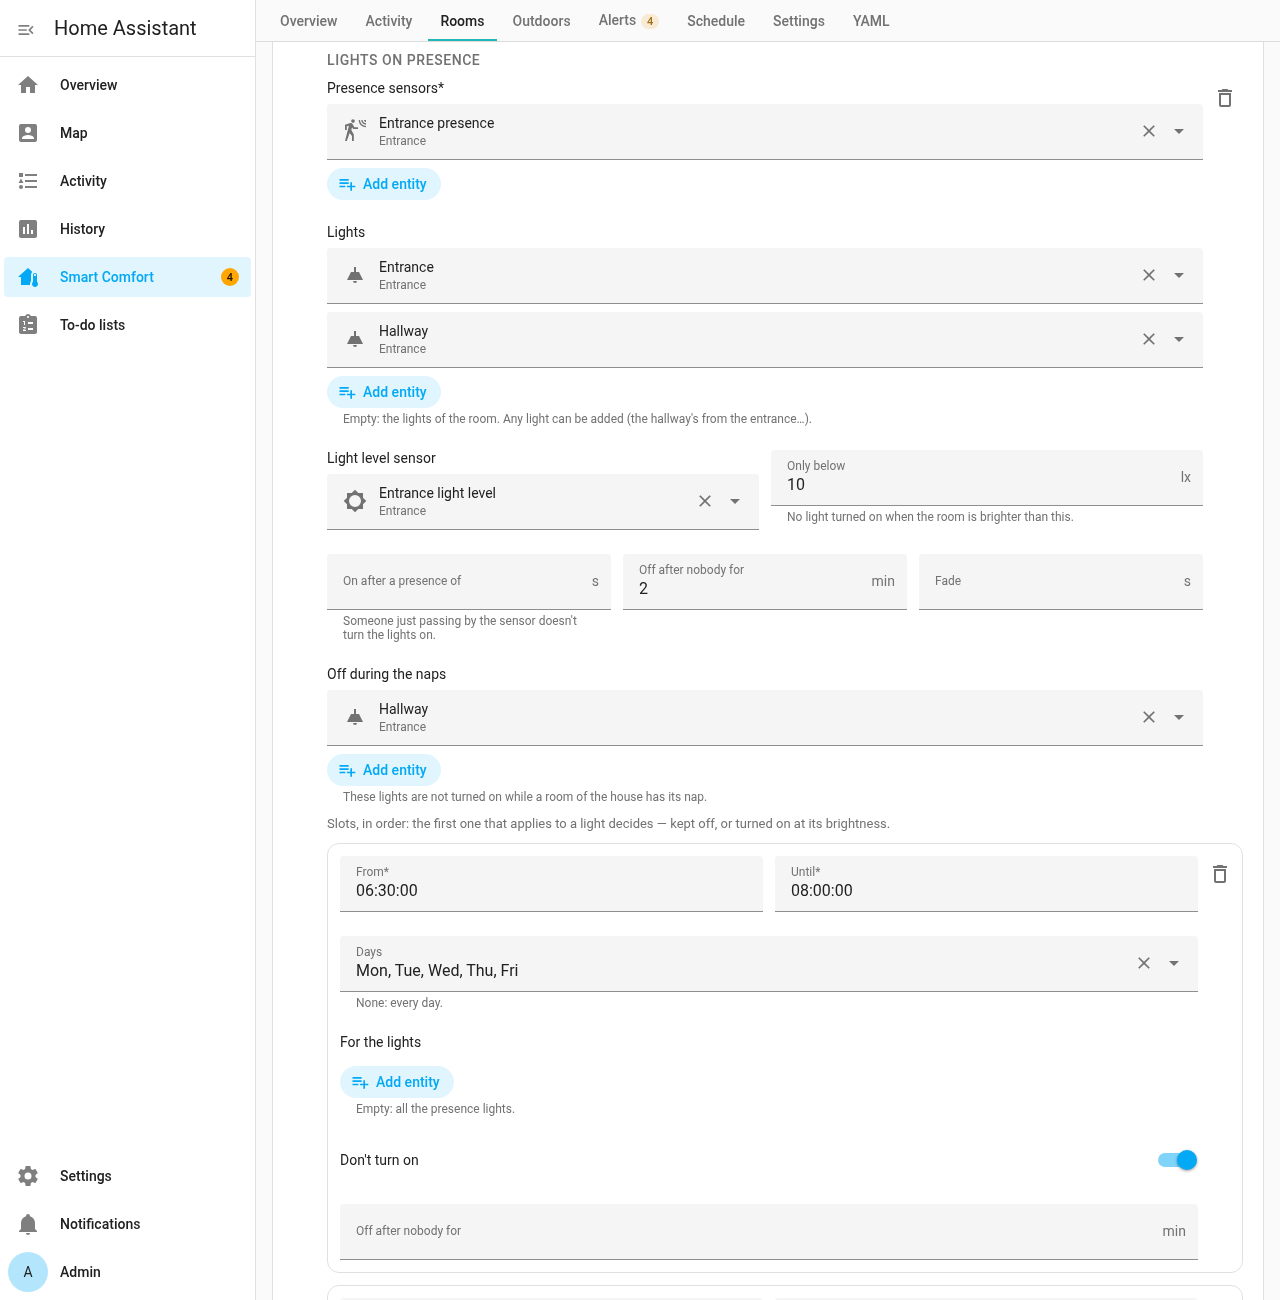 Home Assistant
Overview
Activity
Rooms
Outdoors
Alerts 4
Schedule
Settings
YAML
Overview
Map
Activity
History
Smart Comfort 4
To-do lists
Settings
Notifications
A Admin
LIGHTS ON PRESENCE
Presence sensors*
Entrance presence
Entrance
Add entity
Lights
Entrance
Entrance
Hallway
Entrance
Add entity
Empty: the lights of the room. Any light can be added (the hallway's from the entrance…).
Light level sensor
Entrance light level
Entrance
Only below
10
lx
No light turned on when the room is brighter than this.
On after a presence of
s
Someone just passing by the sensor doesn't
turn the lights on.
Off after nobody for
2
min
Fade
s
Off during the naps
Hallway
Entrance
Add entity
These lights are not turned on while a room of the house has its nap.
Slots, in order: the first one that applies to a light decides — kept off, or turned on at its brightness.
From*
06:30:00
Until*
08:00:00
Days
Mon, Tue, Wed, Thu, Fri
None: every day.
For the lights
Add entity
Empty: all the presence lights.
Don't turn on
Off after nobody for
min